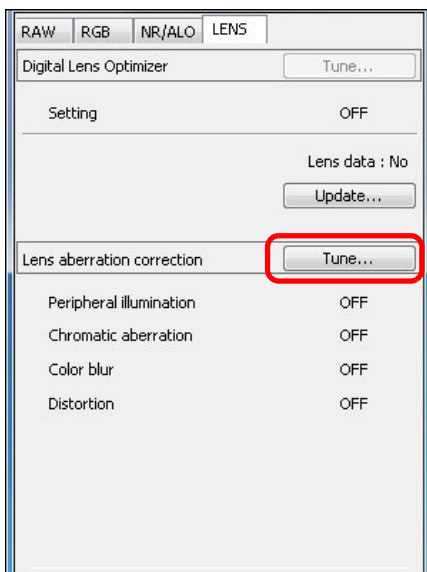 RAW RGB NR/ALO LENS
Digital Lens Optimizer Tune...
Setting OFF
Lens data : No
Update...
Lens aberration correction Tune...
Peripheral illumination OFF
Chromatic aberration OFF
Color blur OFF
Distortion OFF